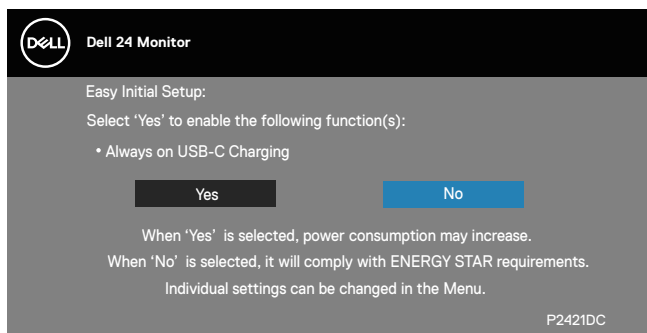 DELL
Dell 24 Monitor
Easy Initial Setup:
Select ‘Yes’ to enable the following function(s):
• Always on USB-C Charging
Yes
No
When ‘Yes’ is selected, power consumption may increase.
When ‘No’ is selected, it will comply with ENERGY STAR requirements.
Individual settings can be changed in the Menu.
P2421DC